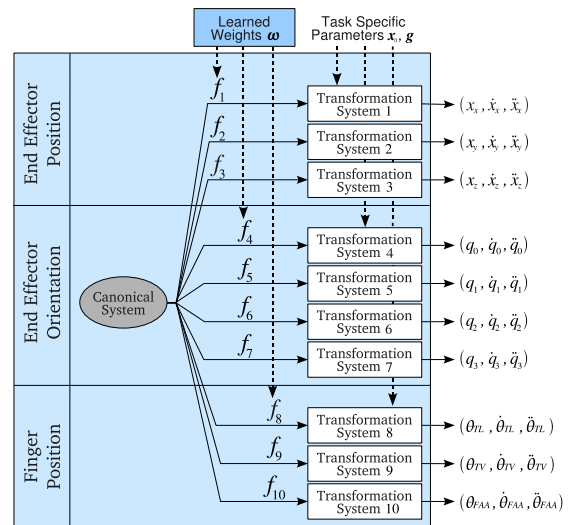 Learned
Weights ω
Task Specific
Parameters x₀, g
End Effector
Position
f₁
Transformation
System 1
(xₓ, ẋₓ, ẍₓ)
f₂
Transformation
System 2
(x_y, ẋ_y, ẍ_y)
f₃
Transformation
System 3
(x_z, ẋ_z, ẍ_z)
End Effector
Orientation
Canonical
System
f₄
Transformation
System 4
(q₀, q̇₀, q̈₀)
f₅
Transformation
System 5
(q₁, q̇₁, q̈₁)
f₆
Transformation
System 6
(q₂, q̇₂, q̈₂)
f₇
Transformation
System 7
(q₃, q̇₃, q̈₃)
Finger
Position
f₈
Transformation
System 8
(θ_TL, θ̇_TL, θ̈_TL)
f₉
Transformation
System 9
(θ_TV, θ̇_TV, θ̈_TV)
f₁₀
Transformation
System 10
(θ_FAA, θ̇_FAA, θ̈_FAA)